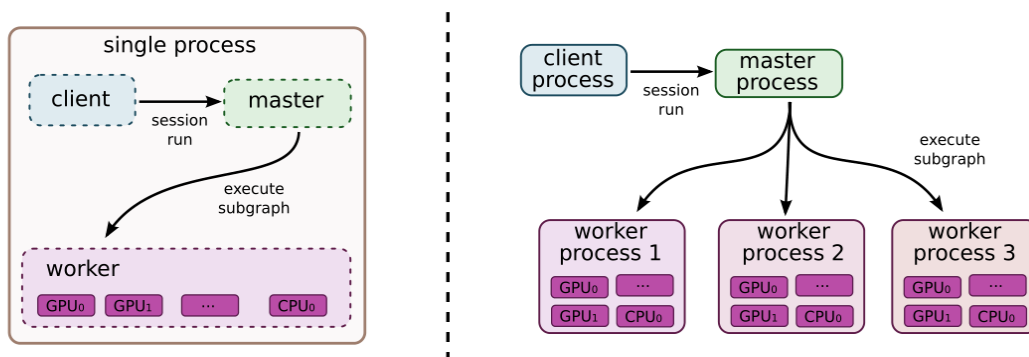 single process
client
master
session
run
execute
subgraph
worker
GPU₀
GPU₁
...
CPU₀
client
process
master
process
session
run
execute
subgraph
worker
process 1
GPU₀
...
GPU₁
CPU₀
worker
process 2
GPU₀
...
GPU₁
CPU₀
worker
process 3
GPU₀
...
GPU₁
CPU₀